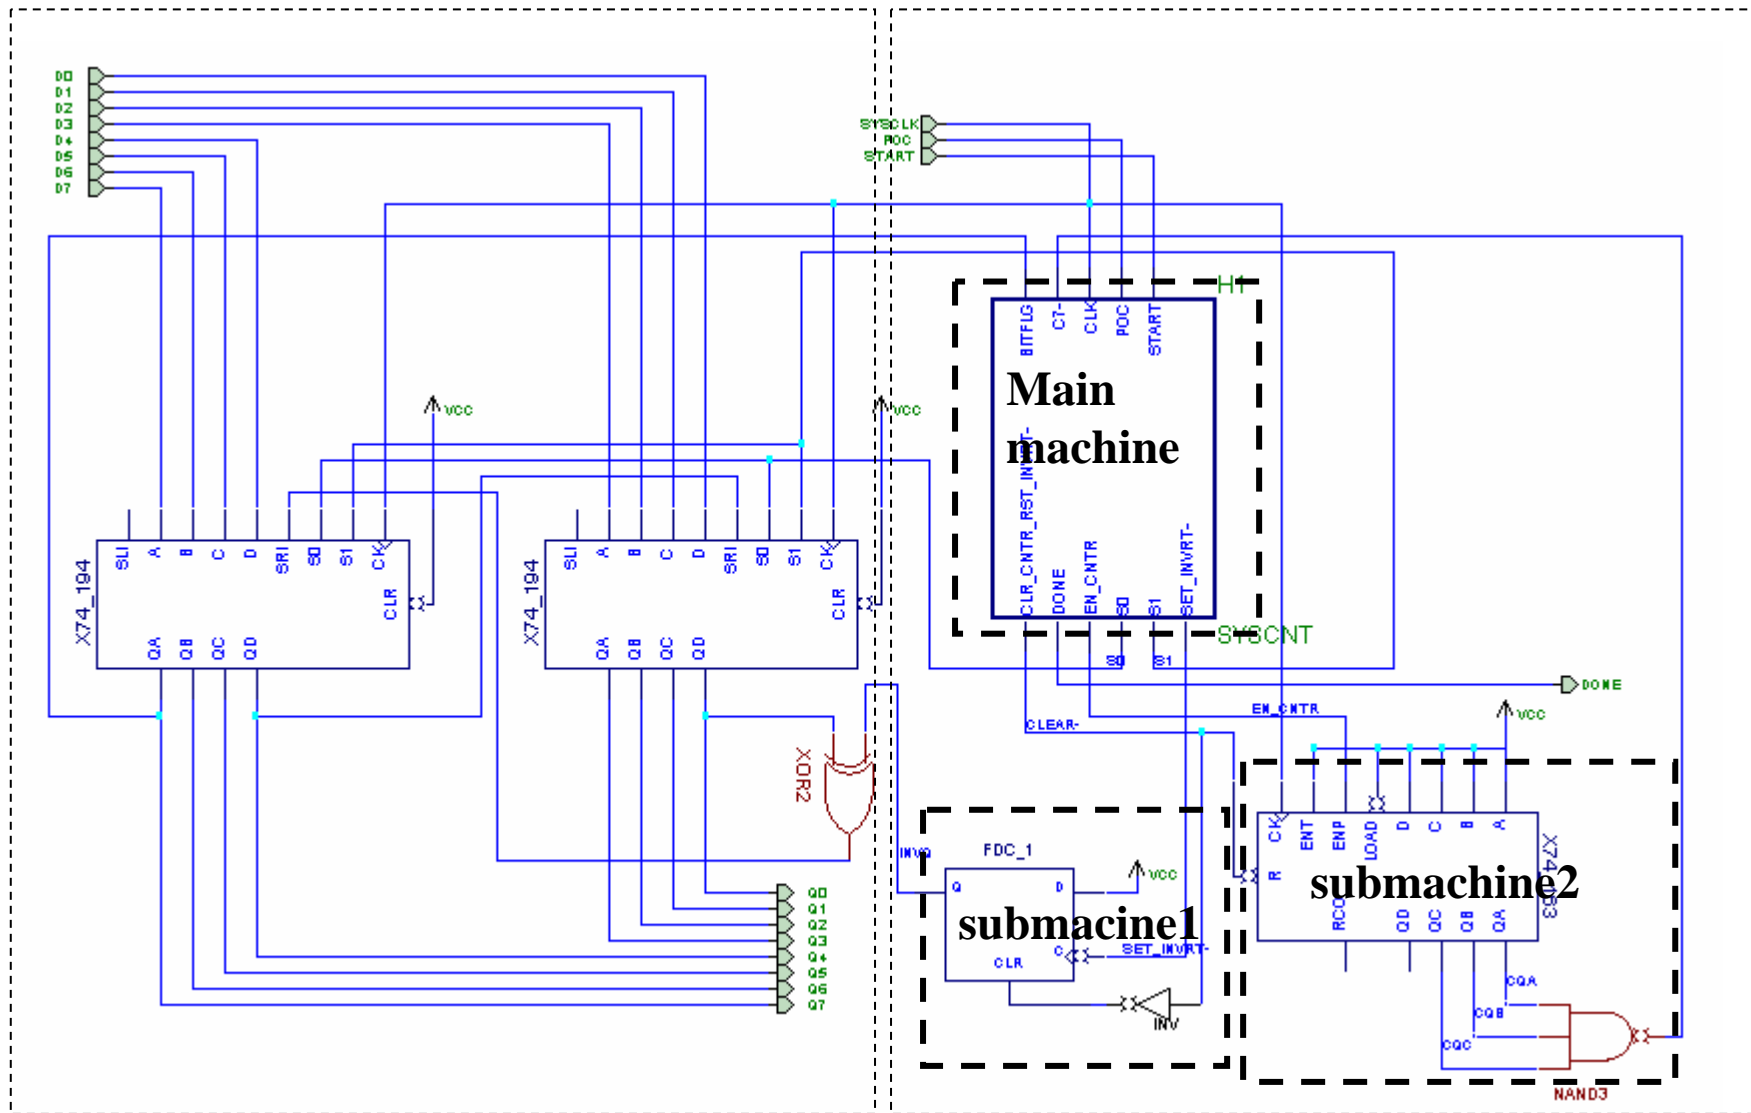 D0
D1
D2
D3
D4
D5
D6
D7
SYSCLK
POC
START
H1
BITFLG
C7-
CLK
POC
START
Main
machine
CLR_CNTR_RST_INVRT-
DONE
EN_CNTR
S0
S1
SET_INVRT-
SYSCNT
VCC
VCC
X74_194
SLI
A
B
C
D
SRI
S0
S1
CK
CLR
QA
QB
QC
QD
X74_194
SLI
A
B
C
D
SRI
S0
S1
CK
CLR
QA
QB
QC
QD
S0
S1
DONE
EN_CNTR
VCC
CLEAR-
XOR2
INVQ
FDC_1
Q
D
VCC
submacine1
C
SET_INVRT-
CLR
INV
CK
ENT
ENP
LOAD
D
C
B
A
R
submachine2
RCO
QD
QC
QB
QA
CQA
CQB
CQC
NAND3
Q0
Q1
Q2
Q3
Q4
Q5
Q6
Q7